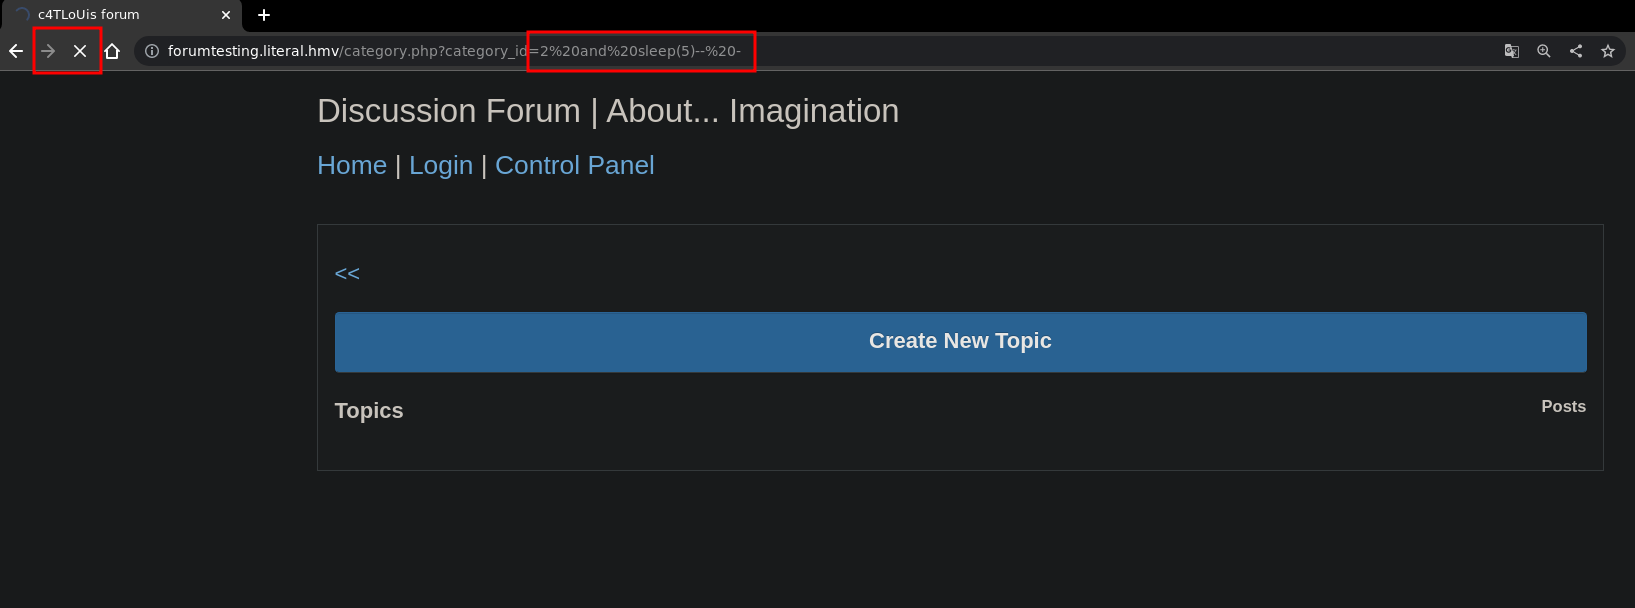 c4TLoUis forum
forumtesting.literal.hmv/category.php?category_id=2%20and%20sleep(5)--%20-
Discussion Forum | About... Imagination
Home | Login | Control Panel
<<
Create New Topic
Topics Posts